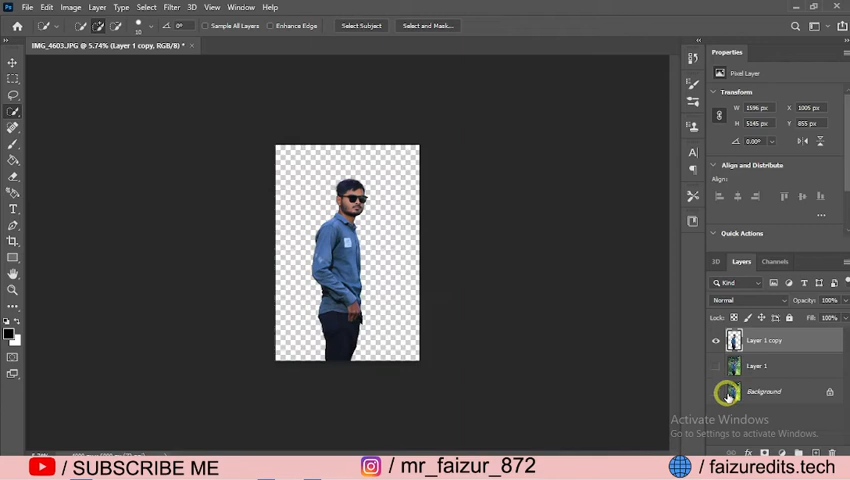 File Edit Image Layer Type Select Filter 3D View Window Help
10 0° Sample All Layers Enhance Edge Select Subject Select and Mask...
IMG_4603.JPG @ 5.74% (Layer 1 copy, RGB/8) * ×
Properties
Pixel Layer
Transform
W 1596 px X 1005 px
H 5145 px Y 855 px
0.00°
Align and Distribute
Align:
Quick Actions
3D Layers Channels
Kind
Normal Opacity: 100%
Lock: Fill: 100%
Layer 1 copy
Layer 1
Background
Activate Windows
Go to Settings to activate Windows.
/ SUBSCRIBE ME /mr_faizur_872 /faizuredits.tech